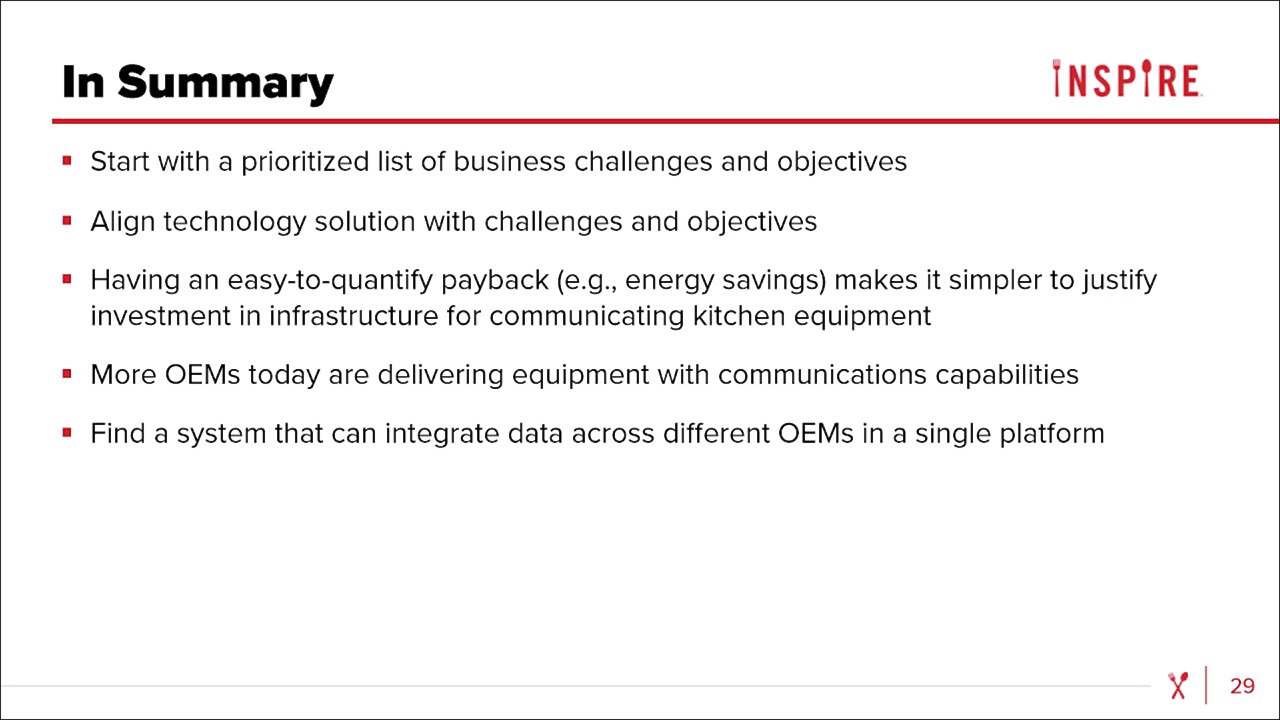 In Summary
INSPIRE
Start with a prioritized list of business challenges and objectives
Align technology solution with challenges and objectives
Having an easy-to-quantify payback (e.g., energy savings) makes it simpler to justify
investment in infrastructure for communicating kitchen equipment
More OEMs today are delivering equipment with communications capabilities
Find a system that can integrate data across different OEMs in a single platform
29